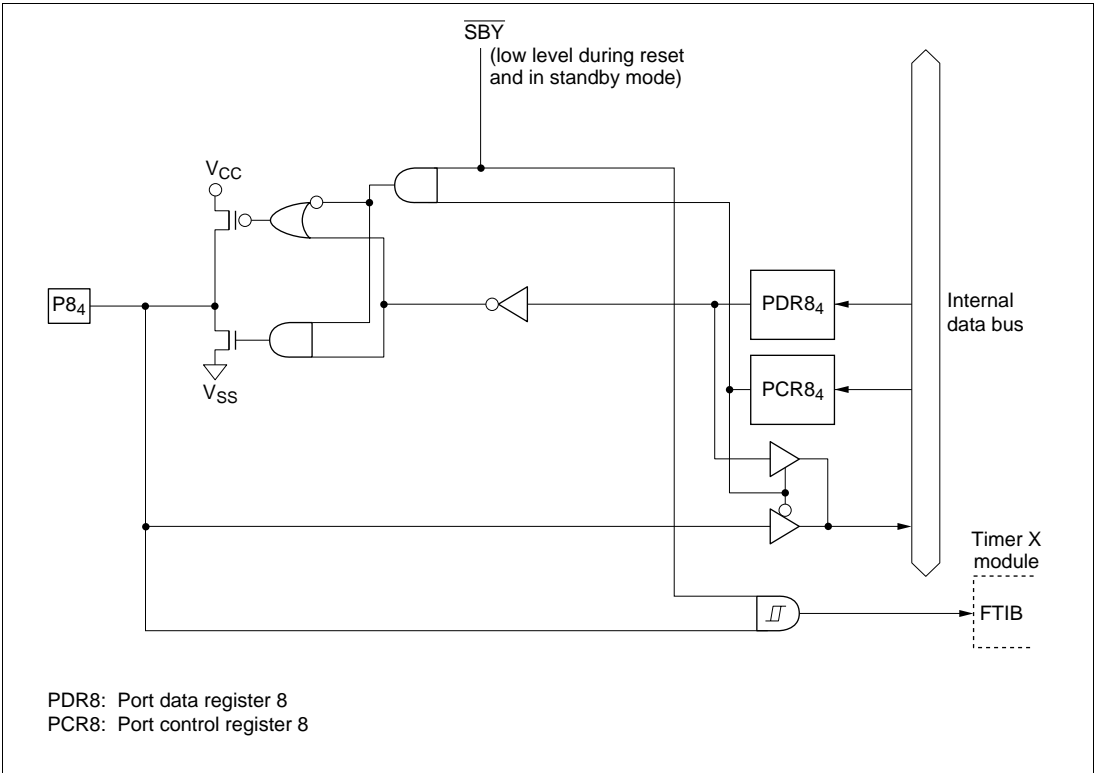 SBY
(low level during reset
and in standby mode)
VCC
P84
VSS
PDR84
PCR84
Internal
data bus
Timer X
module
FTIB
PDR8: Port data register 8
PCR8: Port control register 8